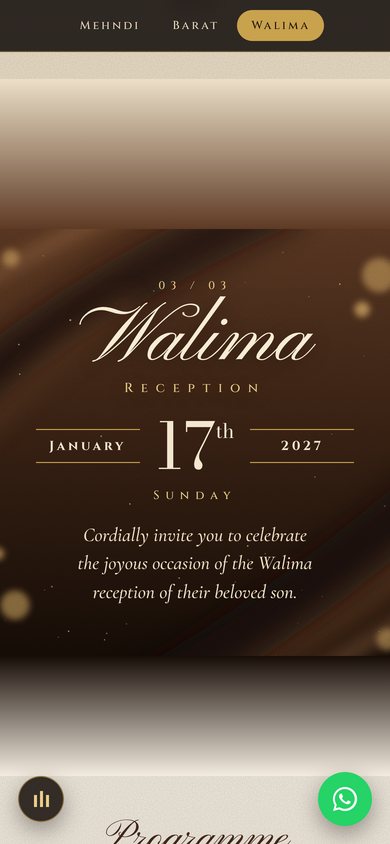 Mehndi Barat Walima
03 / 03
Walima
Reception
January 17th 2027
Sunday
Cordially invite you to celebrate
the joyous occasion of the Walima
reception of their beloved son.
Programme